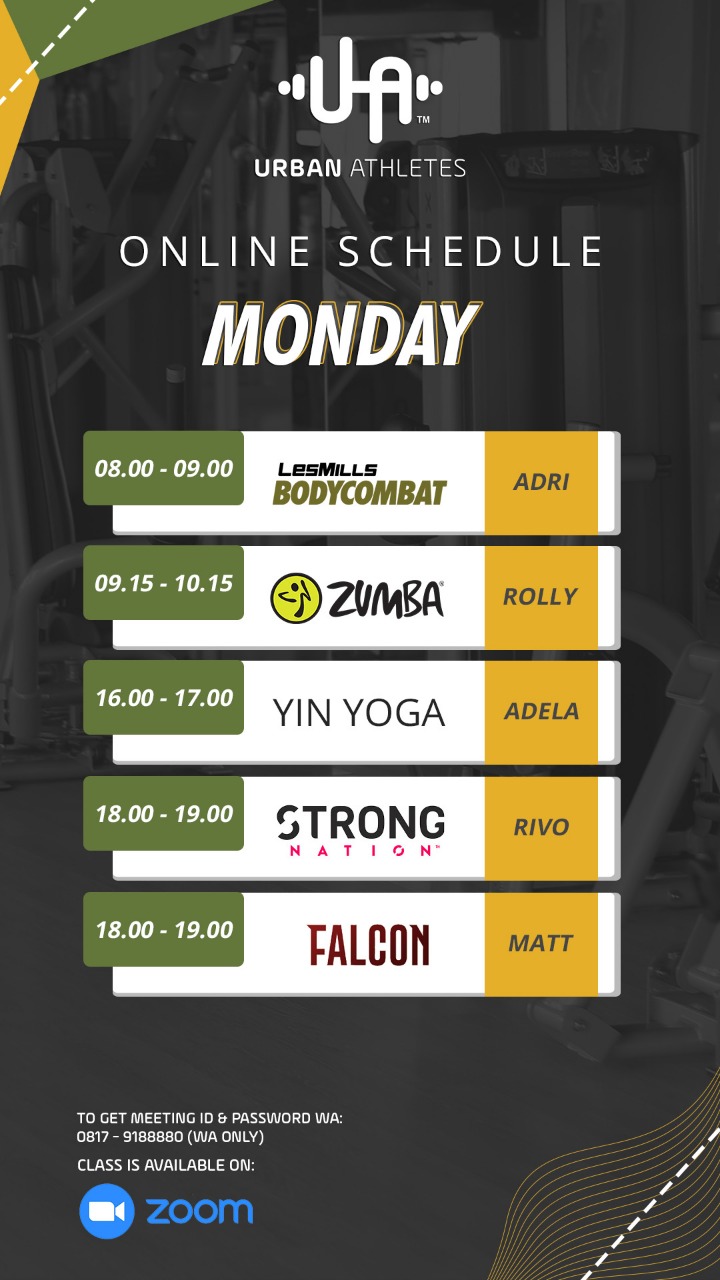 UA™
URBAN ATHLETES
ONLINE SCHEDULE
MONDAY
08.00 - 09.00
LESMILLS
BODYCOMBAT
ADRI
09.15 - 10.15
ZUMBA®
ROLLY
16.00 - 17.00
YIN YOGA
ADELA
18.00 - 19.00
STRONG
NATION™
RIVO
18.00 - 19.00
FALCON
MATT
TO GET MEETING ID & PASSWORD WA:
0817 - 9188880 (WA ONLY)
CLASS IS AVAILABLE ON:
zoom